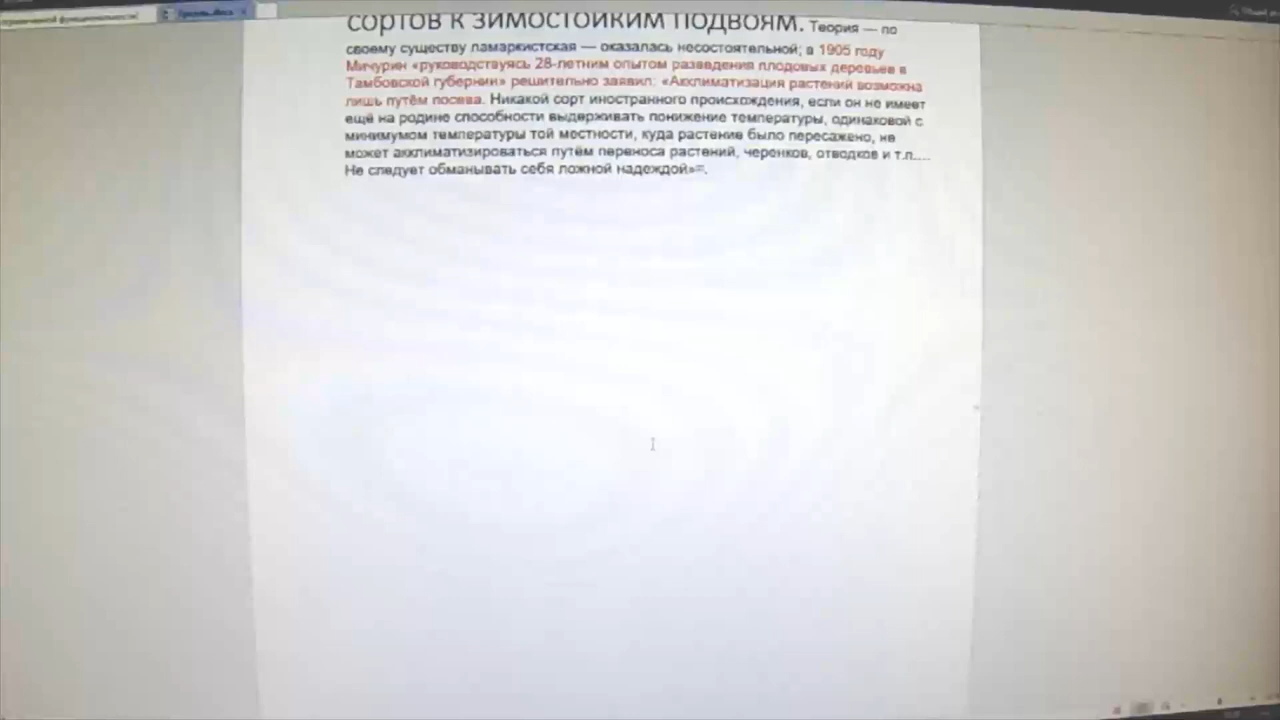 сортов к зимостойким подвоям. Теория — по
своему существу ламаркистская — оказалась несостоятельной; в 1905 году
Мичурин «руководствуясь 28-летним опытом разведения плодовых деревьев в
Тамбовской губернии» решительно заявил: «Акклиматизация растений возможна
лишь путём посева. Никакой сорт иностранного происхождения, если он не имеет
ещё на родине способности выдерживать понижение температуры, одинаковой с
минимумом температуры той местности, куда растение было пересажено, не
может акклиматизироваться путём переноса растений, черенков, отводков и т.п....
Не следует обманывать себя ложной надеждой»